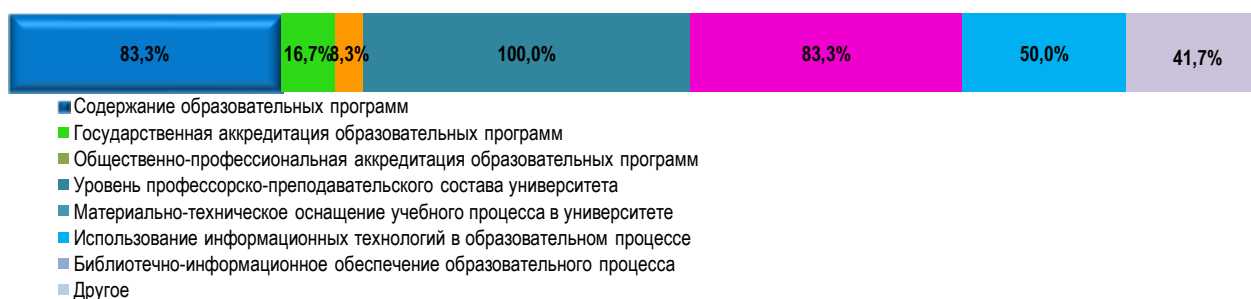 83,3% 16,7% 8,3% 100,0% 83,3% 50,0% 41,7%
Содержание образовательных программ
Государственная аккредитация образовательных программ
Общественно-профессиональная аккредитация образовательных программ
Уровень профессорско-преподавательского состава университета
Материально-техническое оснащение учебного процесса в университете
Использование информационных технологий в образовательном процессе
Библиотечно-информационное обеспечение образовательного процесса
Другое